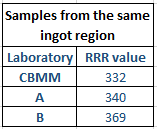 Samples from the same
ingot region
Laboratory RRR value
CBMM 332
A 340
B 369